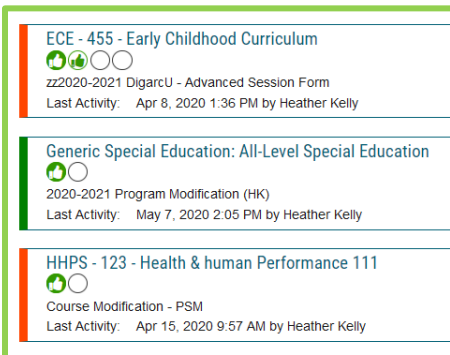 ECE - 455 - Early Childhood Curriculum
zz2020-2021 DigarcU - Advanced Session Form
Last Activity: Apr 8, 2020 1:36 PM by Heather Kelly
Generic Special Education: All-Level Special Education
2020-2021 Program Modification (HK)
Last Activity: May 7, 2020 2:05 PM by Heather Kelly
HHPS - 123 - Health & human Performance 111
Course Modification - PSM
Last Activity: Apr 15, 2020 9:57 AM by Heather Kelly